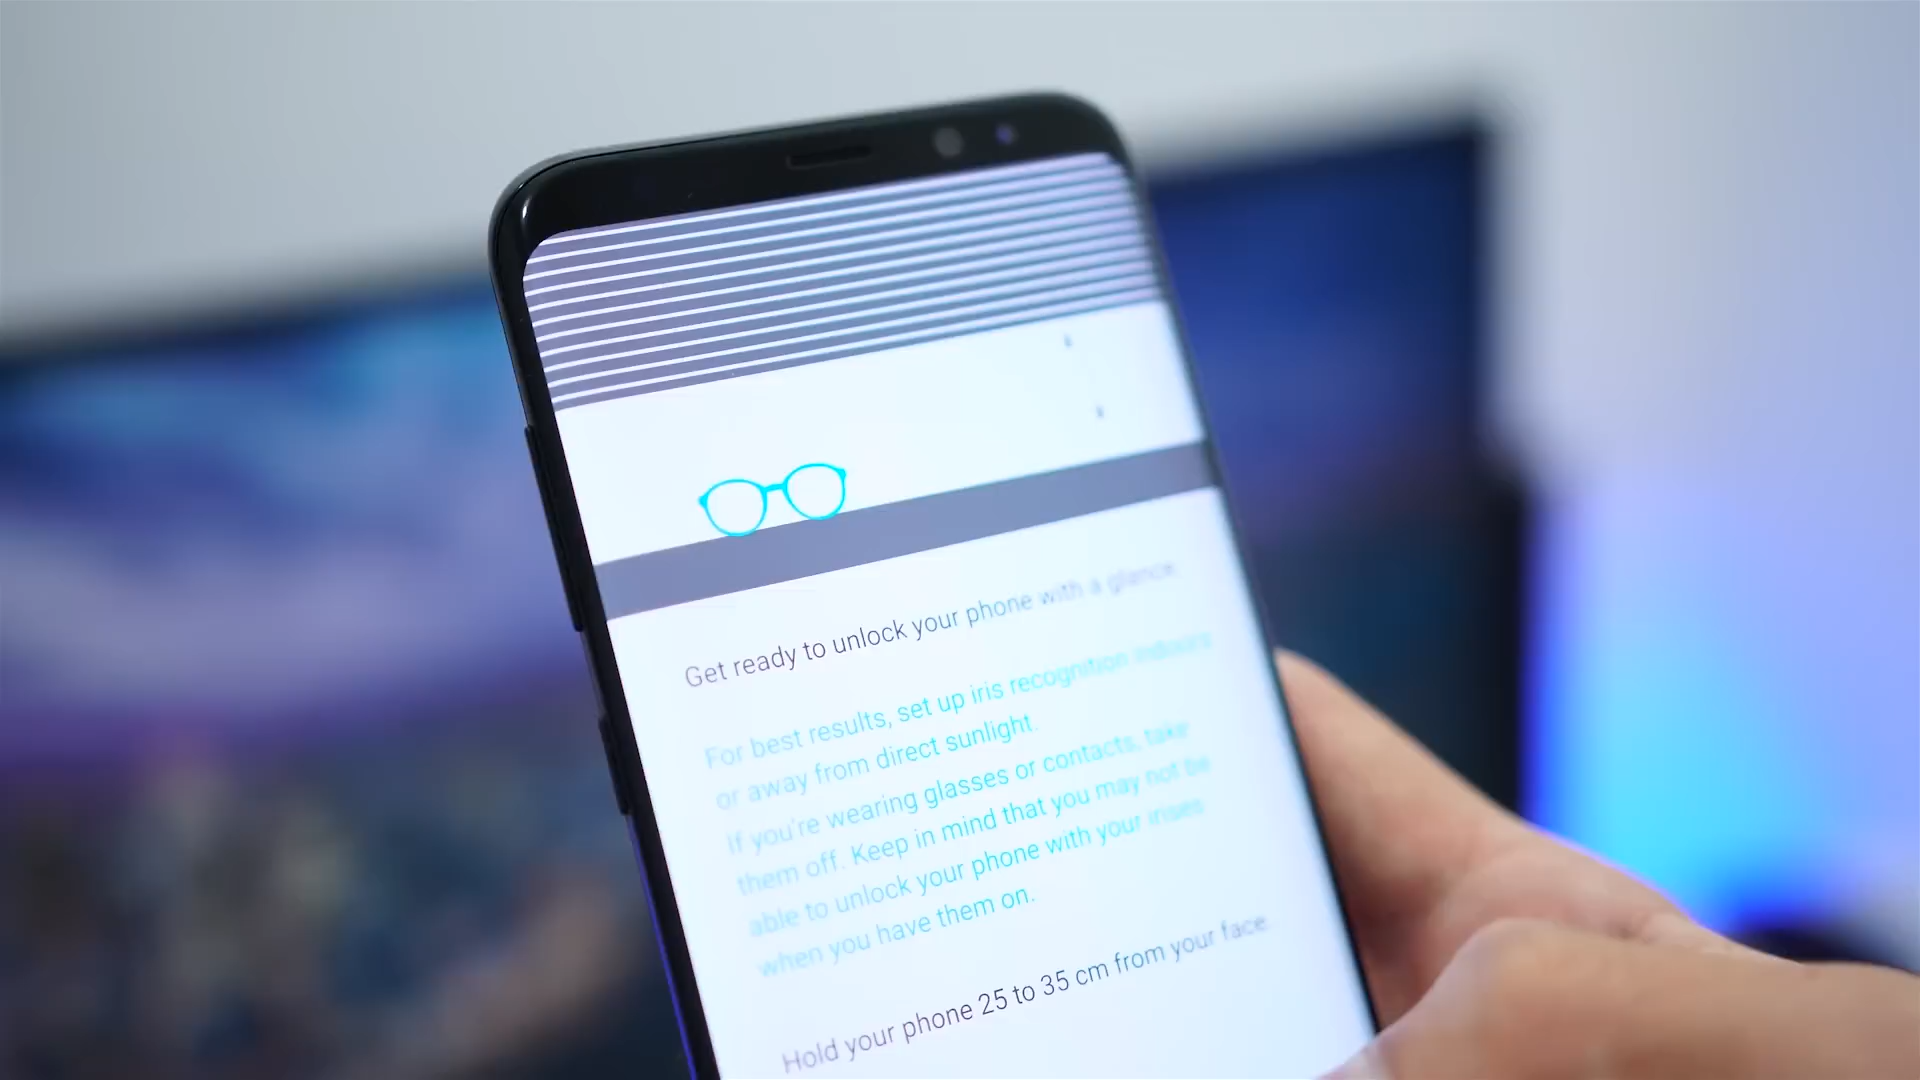 Get ready to unlock your phone with a glance.
For best results, set up iris recognition indoors
or away from direct sunlight.
If you're wearing glasses or contacts, take
them off. Keep in mind that you may not be
able to unlock your phone with your irises
when you have them on.
Hold your phone 25 to 35 cm from your face.